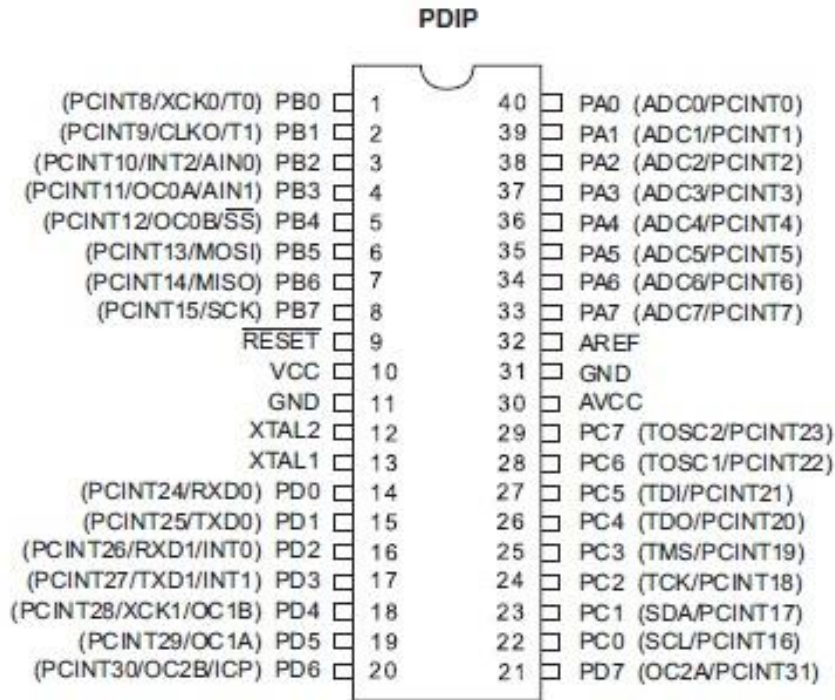 PDIP
(PCINT8/XCK0/T0) PB0 1 40 PA0 (ADC0/PCINT0)
(PCINT9/CLKO/T1) PB1 2 39 PA1 (ADC1/PCINT1)
(PCINT10/INT2/AIN0) PB2 3 38 PA2 (ADC2/PCINT2)
(PCINT11/OC0A/AIN1) PB3 4 37 PA3 (ADC3/PCINT3)
(PCINT12/OC0B/S̅S̅) PB4 5 36 PA4 (ADC4/PCINT4)
(PCINT13/MOSI) PB5 6 35 PA5 (ADC5/PCINT5)
(PCINT14/MISO) PB6 7 34 PA6 (ADC6/PCINT6)
(PCINT15/SCK) PB7 8 33 PA7 (ADC7/PCINT7)
R̅E̅S̅E̅T̅ 9 32 AREF
VCC 10 31 GND
GND 11 30 AVCC
XTAL2 12 29 PC7 (TOSC2/PCINT23)
XTAL1 13 28 PC6 (TOSC1/PCINT22)
(PCINT24/RXD0) PD0 14 27 PC5 (TDI/PCINT21)
(PCINT25/TXD0) PD1 15 26 PC4 (TDO/PCINT20)
(PCINT26/RXD1/INT0) PD2 16 25 PC3 (TMS/PCINT19)
(PCINT27/TXD1/INT1) PD3 17 24 PC2 (TCK/PCINT18)
(PCINT28/XCK1/OC1B) PD4 18 23 PC1 (SDA/PCINT17)
(PCINT29/OC1A) PD5 19 22 PC0 (SCL/PCINT16)
(PCINT30/OC2B/ICP) PD6 20 21 PD7 (OC2A/PCINT31)